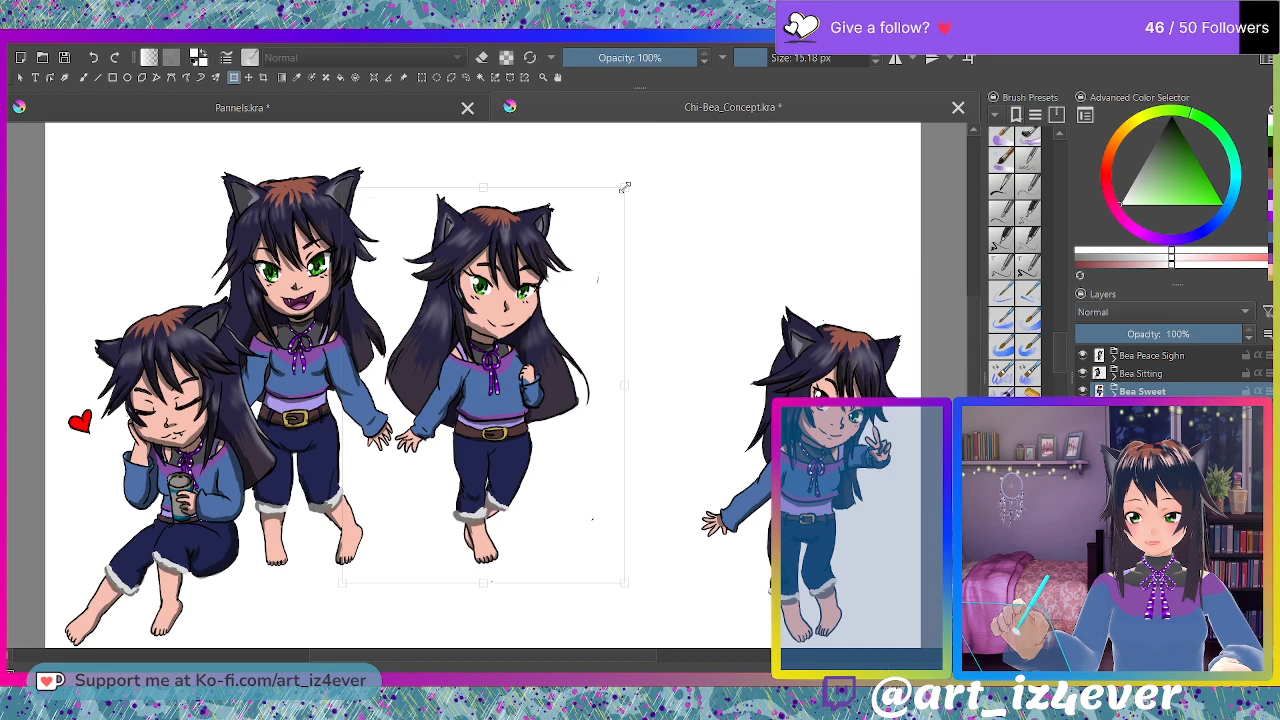 Give a follow?
46 / 50 Followers
Normal
Opacity: 100%
Size: 15.18 px
Pannels.kra *
Chi-Bea_Concept.kra *
Brush Presets
Advanced Color Selector
Layers
Normal
Opacity: 100%
Bea Peace Sighn
Bea Sitting
Bea Sweet
Support me at Ko-fi.com/art_iz4ever
@art_iz4ever